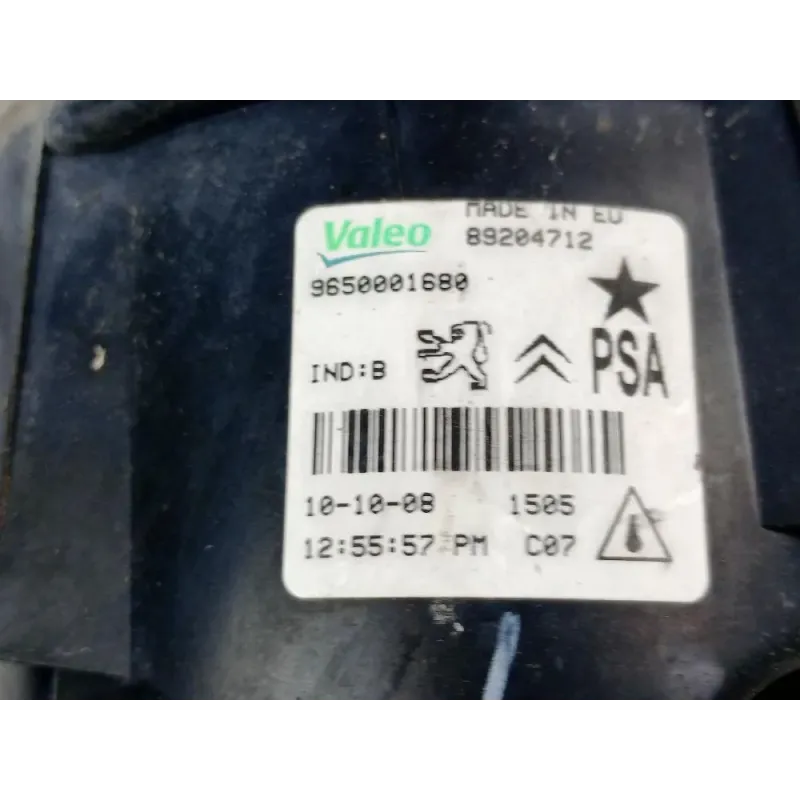 MADE IN EU
Valeo 89204712
9650001680
IND:B PSA
10-10-08 1505
12:55:57 PM C07